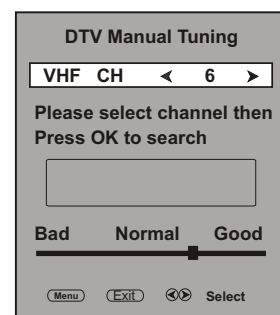 DTV Manual Tuning
VHF CH < 6 >
Please select channel then
Press OK to search
Bad Normal Good
Menu Exit Select